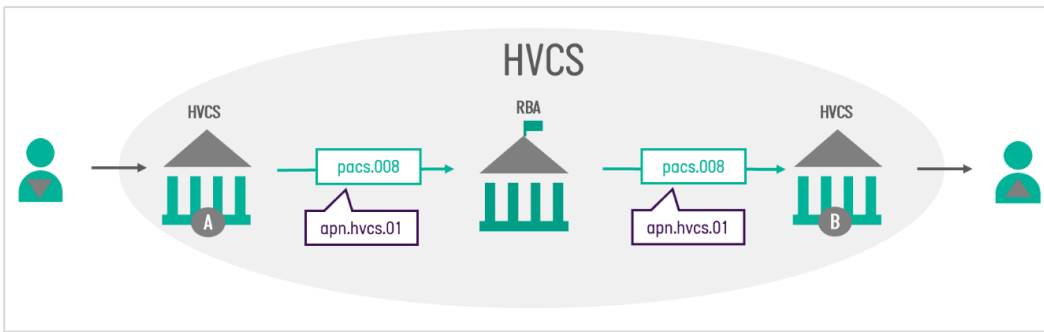 HVCS
HVCS
RBA
HVCS
pacs.008
pacs.008
apn.hvcs.01
apn.hvcs.01
A
B